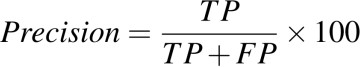 Precision = TP / TP + FP × 100